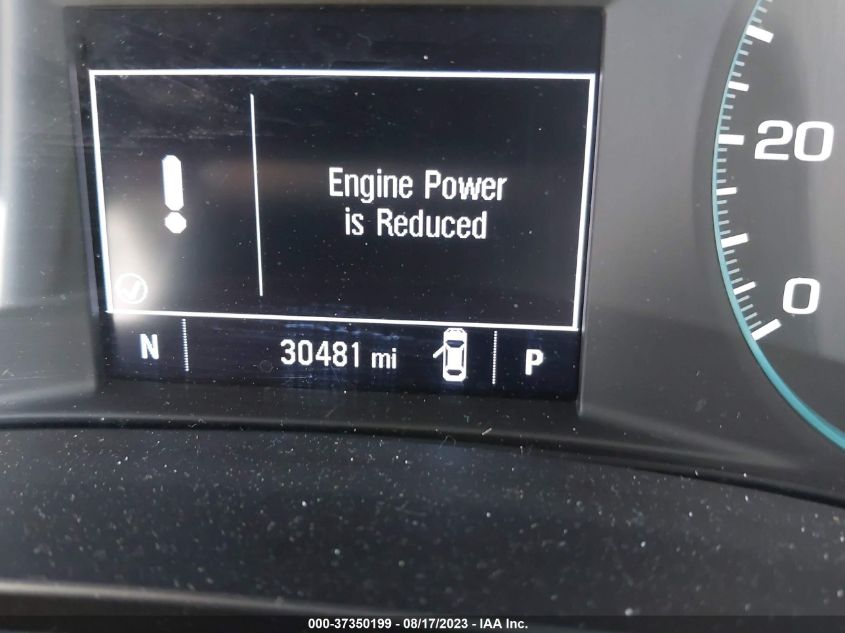 Engine Power
is Reduced
N 30481 mi P
20
0
000-37350199 - 08/17/2023 - IAA Inc.